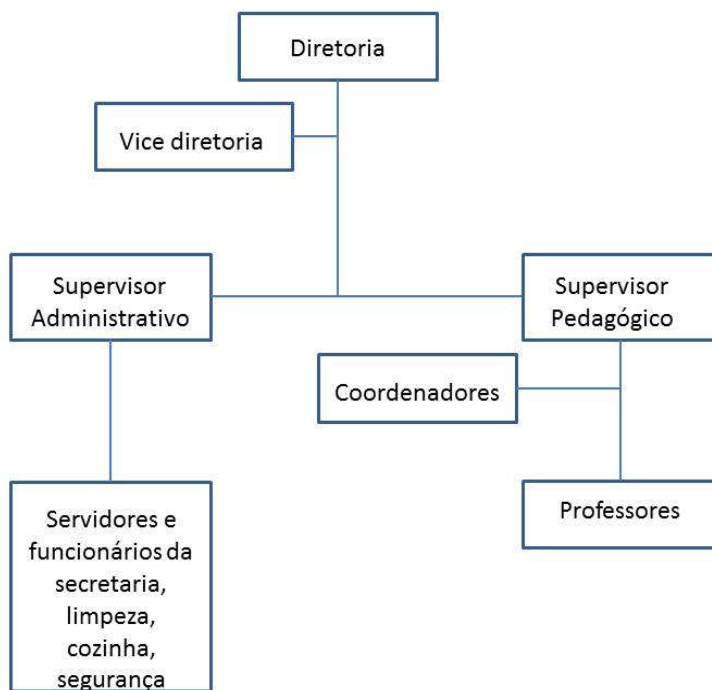 Diretoria
Vice diretoria
Supervisor
Administrativo
Supervisor
Pedagógico
Coordenadores
Servidores e
funcionários da
secretaria,
limpeza,
cozinha,
segurança
Professores